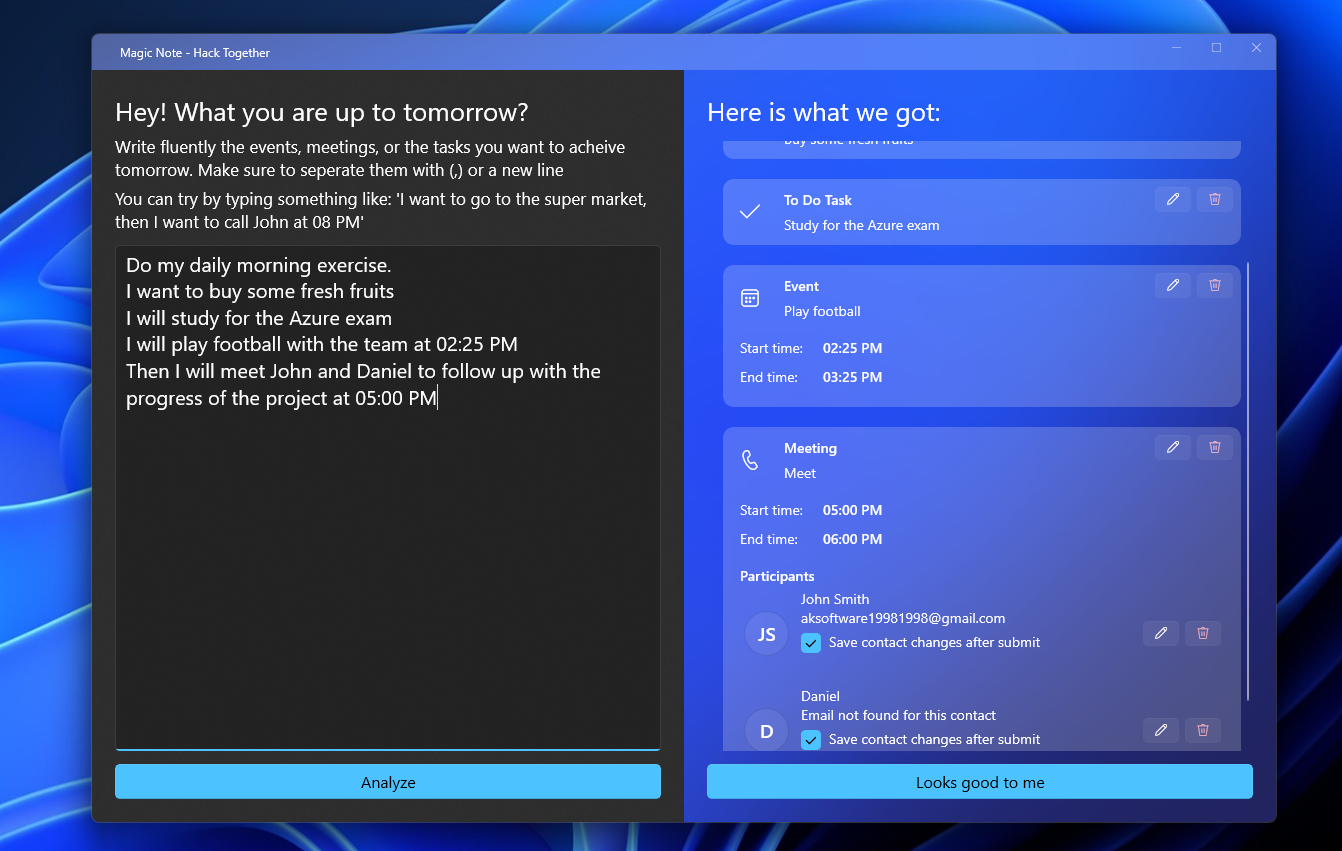 Magic Note - Hack Together
Hey! What you are up to tomorrow?
Write fluently the events, meetings, or the tasks you want to acheive
tomorrow. Make sure to seperate them with (,) or a new line
You can try by typing something like: 'I want to go to the super market,
then I want to call John at 08 PM'
Do my daily morning exercise.
I want to buy some fresh fruits
I will study for the Azure exam
I will play football with the team at 02:25 PM
Then I will meet John and Daniel to follow up with the
progress of the project at 05:00 PM
Analyze
Here is what we got:
Buy some fresh fruits
To Do Task
Study for the Azure exam
Event
Play football
Start time: 02:25 PM
End time: 03:25 PM
Meeting
Meet
Start time: 05:00 PM
End time: 06:00 PM
Participants
JS
John Smith
aksoftware19981998@gmail.com
Save contact changes after submit
D
Daniel
Email not found for this contact
Save contact changes after submit
Looks good to me